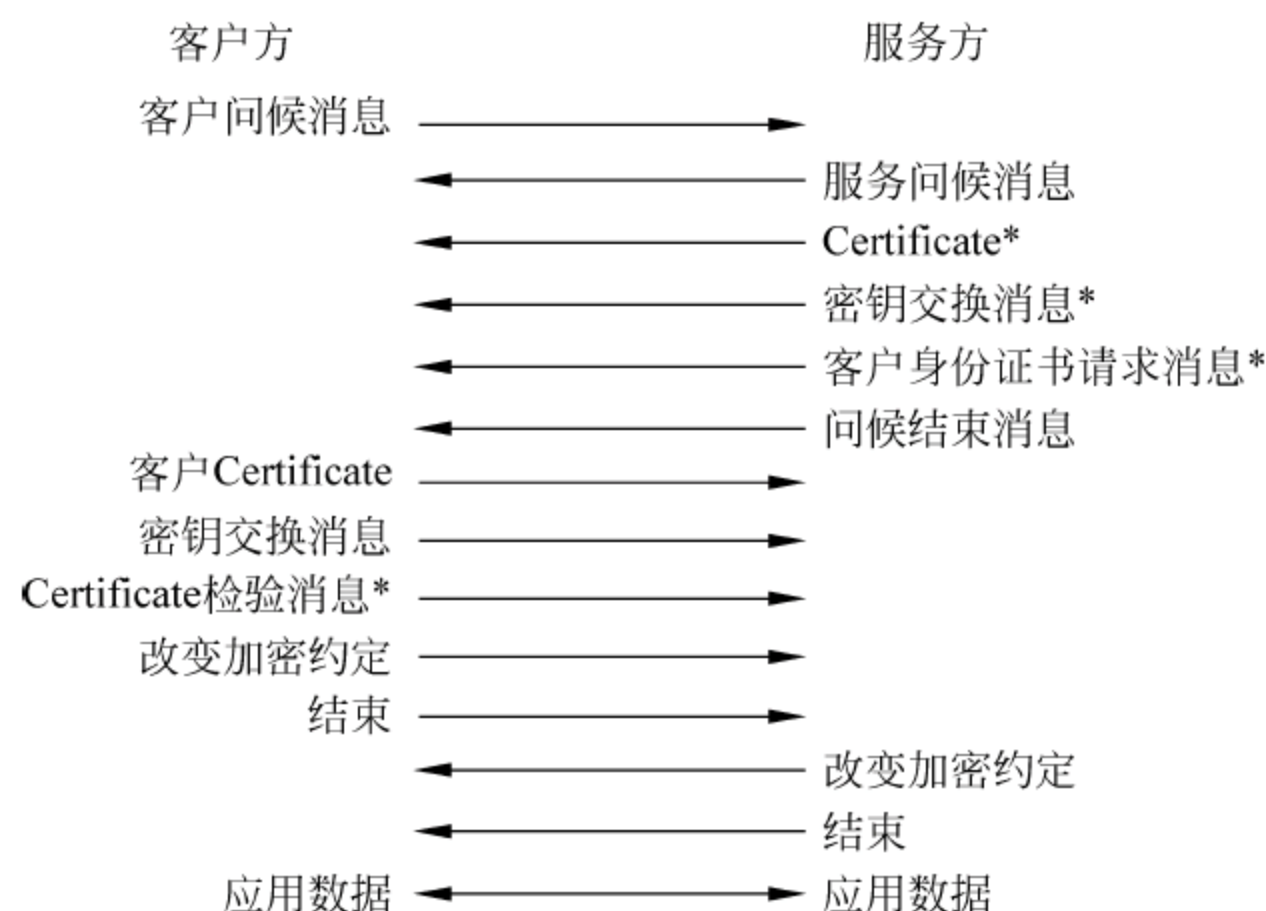 客户方 服务方
客户问候消息
服务问候消息
Certificate*
密钥交换消息*
客户身份证书请求消息*
问候结束消息
客户Certificate
密钥交换消息
Certificate检验消息*
改变加密约定
结束
改变加密约定
结束
应用数据 应用数据